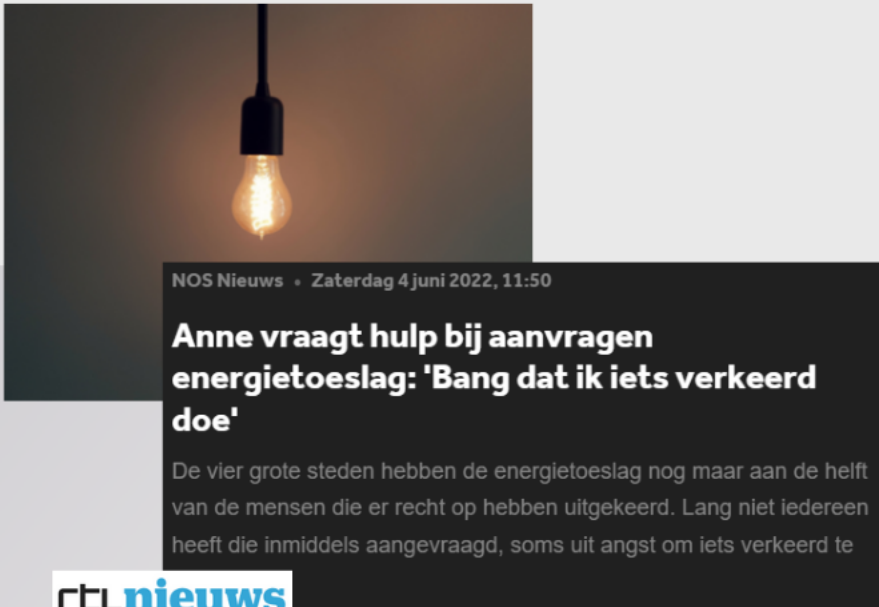 NOS Nieuws • Zaterdag 4 juni 2022, 11:50
Anne vraagt hulp bij aanvragen
energietoeslag: 'Bang dat ik iets verkeerd
doe'
De vier grote steden hebben de energietoeslag nog maar aan de helft
van de mensen die er recht op hebben uitgekeerd. Lang niet iedereen
heeft die inmiddels aangevraagd, soms uit angst om iets verkeerd te
rtl nieuws